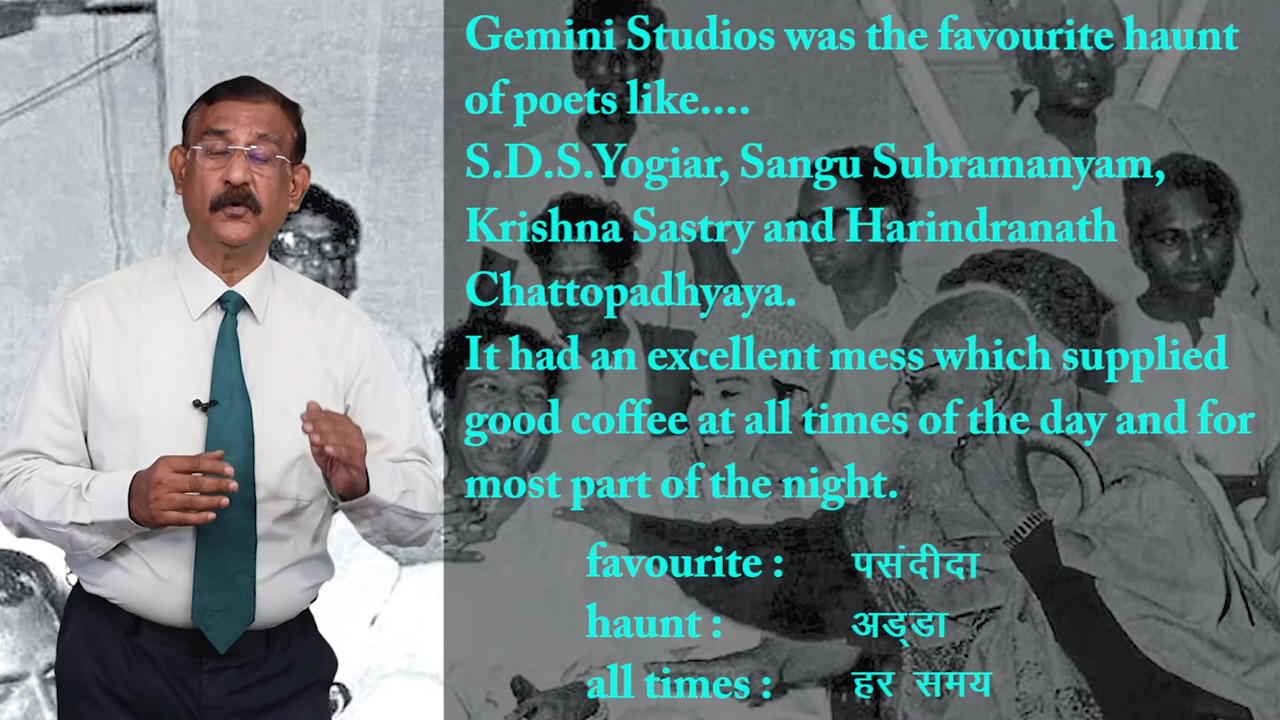 Gemini Studios was the favourite haunt
of poets like....
S.D.S.Yogiar, Sangu Subramanyam,
Krishna Sastry and Harindranath
Chattopadhyaya.
It had an excellent mess which supplied
good coffee at all times of the day and for
most part of the night.
favourite : पसंदीदा
haunt : अड्डा
all times : हर समय